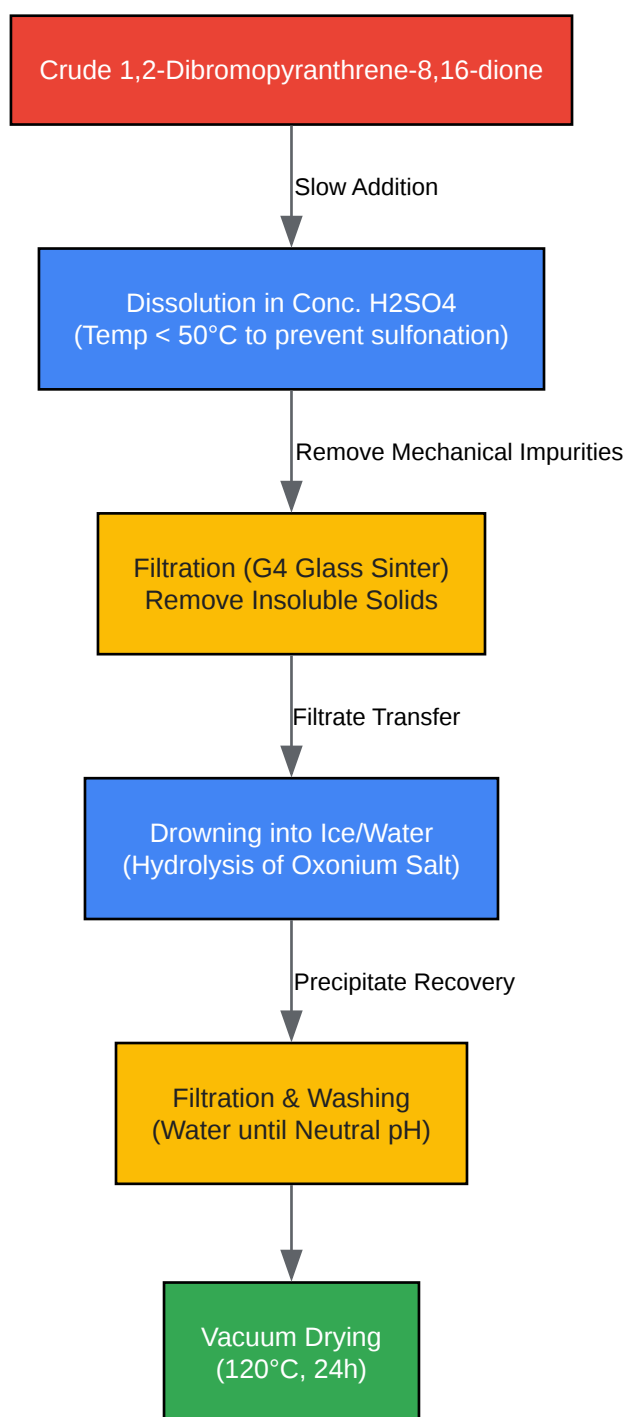 Crude 1,2-Dibromopyranthrene-8,16-dione
Slow Addition
Dissolution in Conc. H2SO4
(Temp < 50°C to prevent sulfonation)
Remove Mechanical Impurities
Filtration (G4 Glass Sinter)
Remove Insoluble Solids
Filtrate Transfer
Drowning into Ice/Water
(Hydrolysis of Oxonium Salt)
Precipitate Recovery
Filtration & Washing
(Water until Neutral pH)
Vacuum Drying
(120°C, 24h)